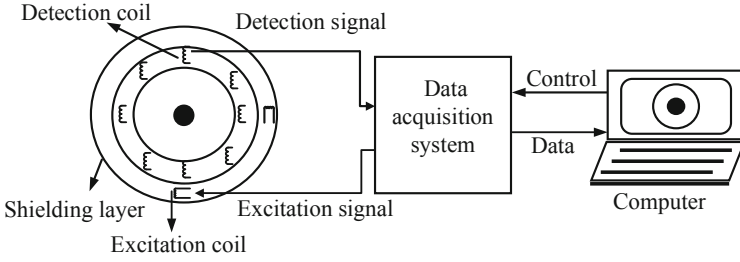 Detection coil
Detection signal
Data
acquisition
system
Control
Data
Shielding layer
Excitation signal
Excitation coil
Computer